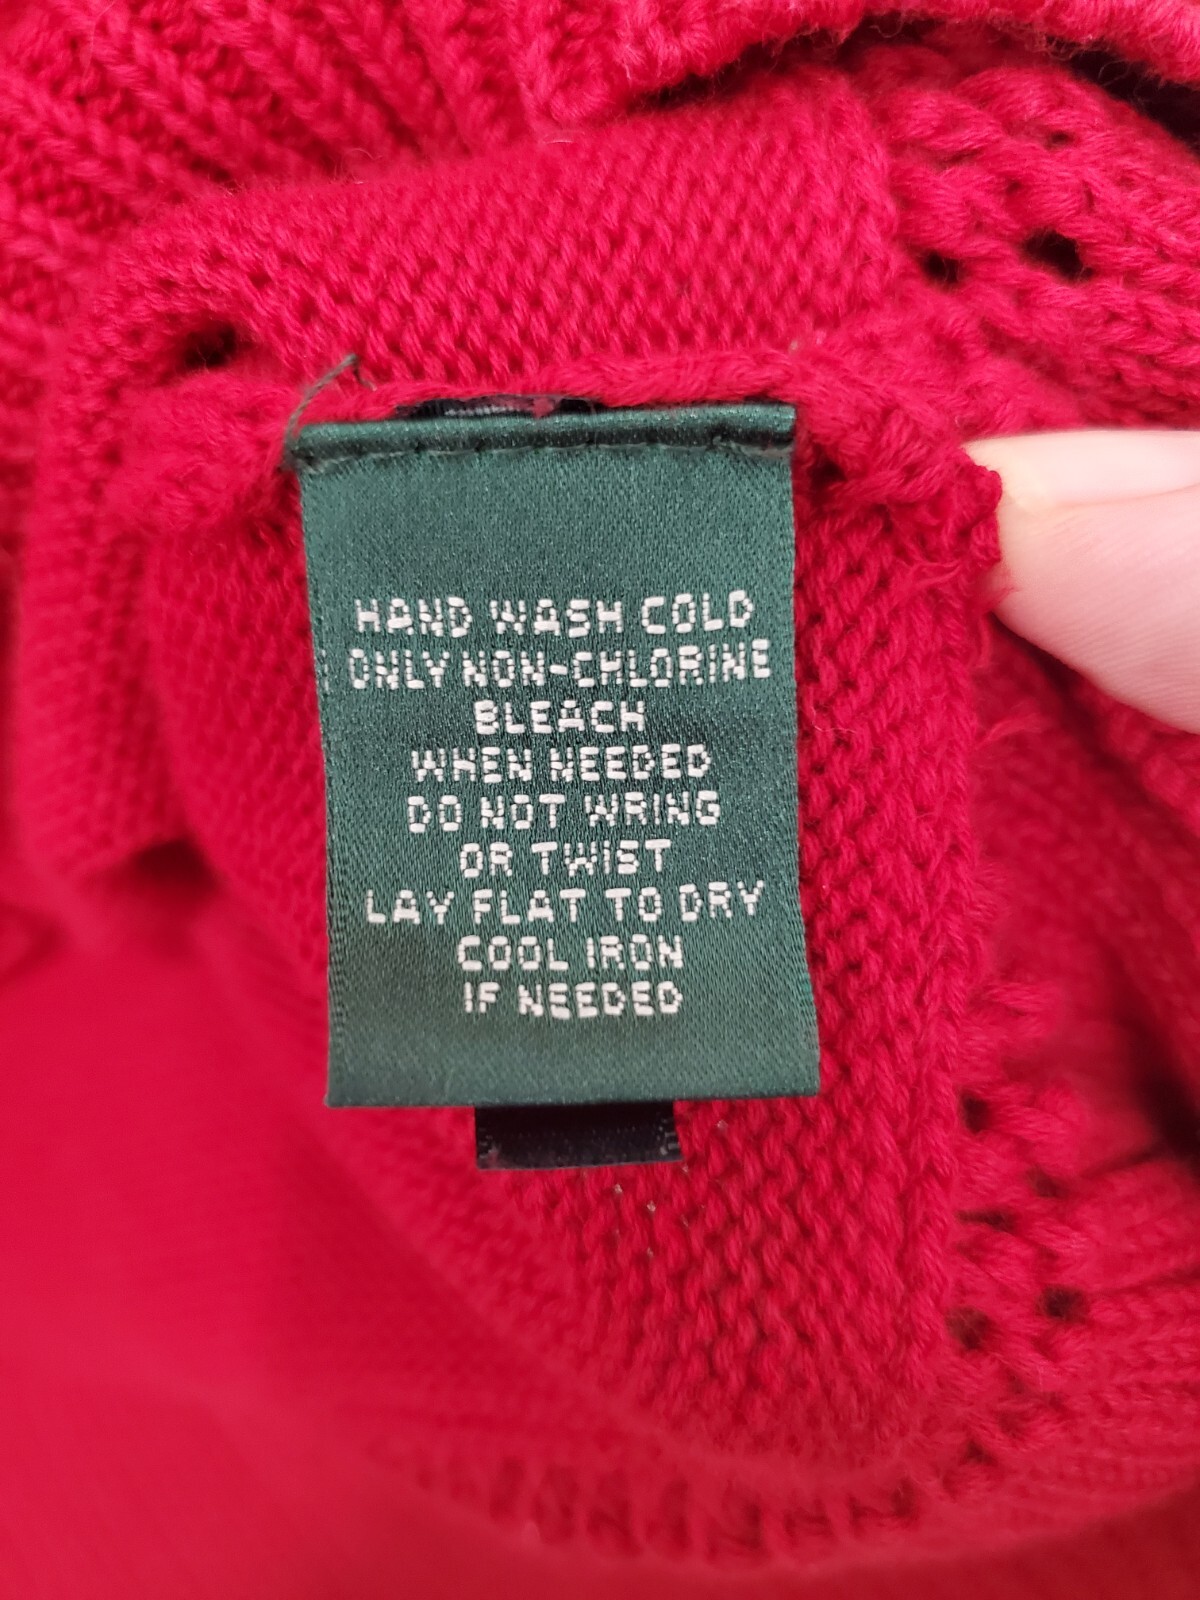 HAND WASH COLD
ONLY NON-CHLORINE
BLEACH
WHEN NEEDED
DO NOT WRING
OR TWIST
LAY FLAT TO DRY
COOL IRON
IF NEEDED